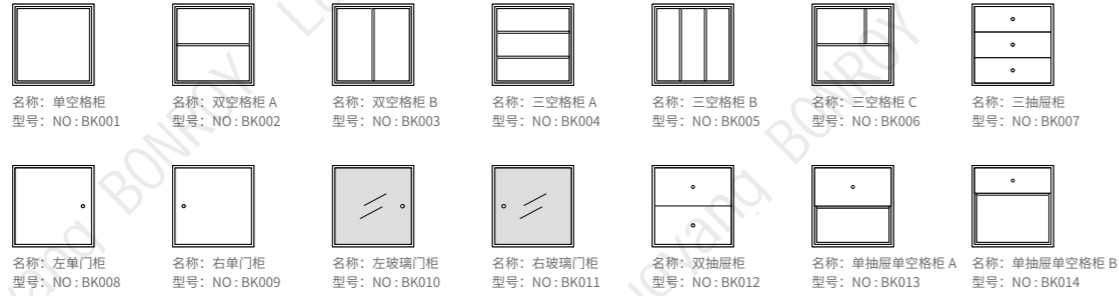 名称：单空格柜
型号：NO : BK001
名称：双空格柜 A
型号：NO : BK002
名称：双空格柜 B
型号：NO : BK003
名称：三空格柜 A
型号：NO : BK004
名称：三空格柜 B
型号：NO : BK005
名称：三空格柜 C
型号：NO : BK006
名称：三抽屉柜
型号：NO : BK007
名称：左单门柜
型号：NO : BK008
名称：右单门柜
型号：NO : BK009
名称：左玻璃门柜
型号：NO : BK010
名称：右玻璃门柜
型号：NO : BK011
名称：双抽屉柜
型号：NO : BK012
名称：单抽屉单空格柜 A
型号：NO : BK013
名称：单抽屉单空格柜 B
型号：NO : BK014
BONROY
BONROY